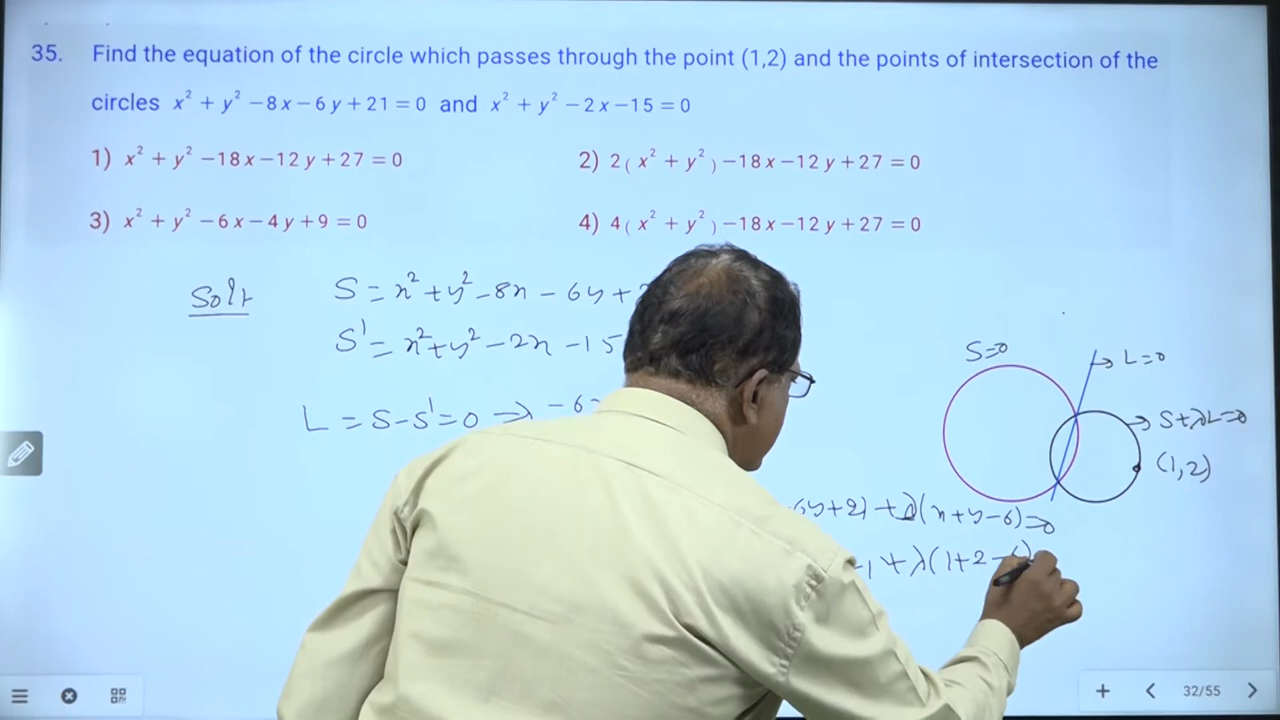 35. Find the equation of the circle which passes through the point (1,2) and the points of intersection of the
circles x² + y² −8x−6y+21=0 and x² + y² −2x−15=0
1) x² + y² −18x−12y+27=0
2) 2(x² + y²)−18x−12y+27=0
3) x² + y² −6x−4y+9=0
4) 4(x² + y²)−18x−12y+27=0
Solⁿ
S = x²+y²−8x−6y+
S' = x²+y²−2x−15
L = S−S'=0 ⇒ −6
S=0
L=0
S+λL=0
(1,2)
6y+21+λ(x+y−6)=0
−1+λ(1+2−
32/55